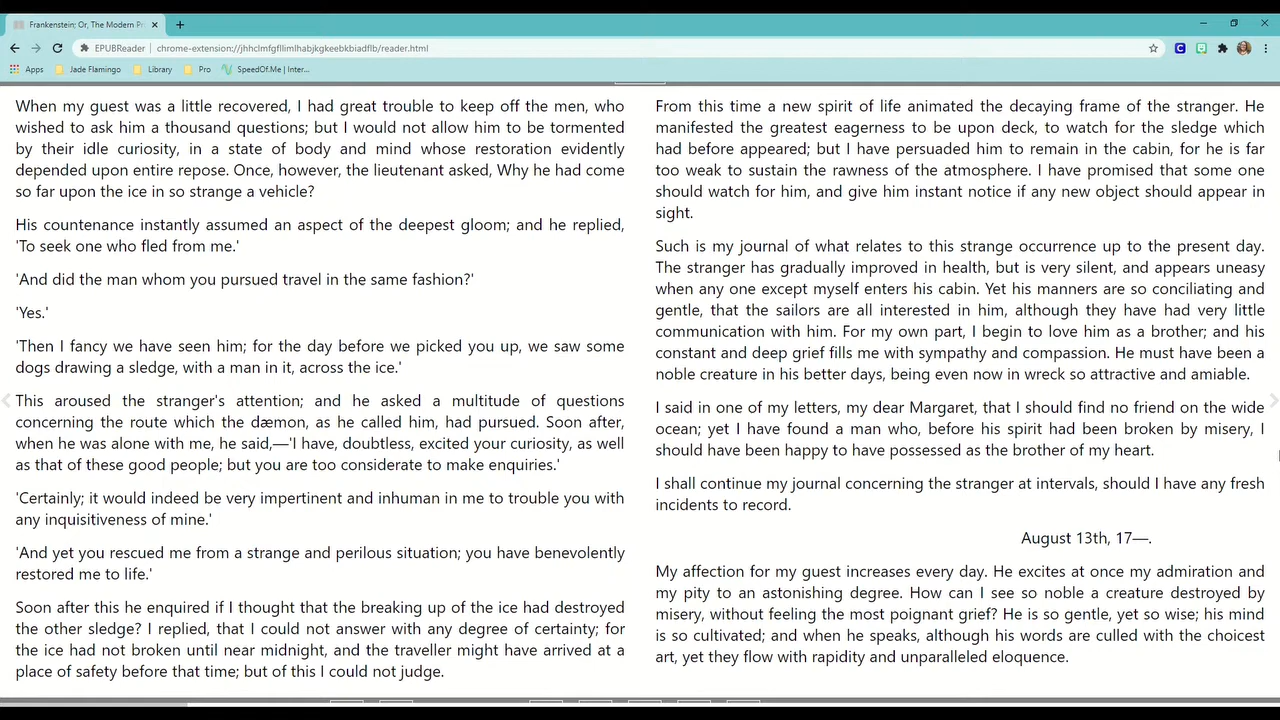 Frankenstein; Or, The Modern Pr
EPUBReader | chrome-extension://jhhclmfgfllimlhabjkgkeebkbiadflb/reader.html
Apps Jade Flamingo Library Pro SpeedOf.Me | Inter...
When my guest was a little recovered, I had great trouble to keep off the men, who
wished to ask him a thousand questions; but I would not allow him to be tormented
by their idle curiosity, in a state of body and mind whose restoration evidently
depended upon entire repose. Once, however, the lieutenant asked, Why he had come
so far upon the ice in so strange a vehicle?
His countenance instantly assumed an aspect of the deepest gloom; and he replied,
'To seek one who fled from me.'
'And did the man whom you pursued travel in the same fashion?'
'Yes.'
'Then I fancy we have seen him; for the day before we picked you up, we saw some
dogs drawing a sledge, with a man in it, across the ice.'
This aroused the stranger's attention; and he asked a multitude of questions
concerning the route which the dæmon, as he called him, had pursued. Soon after,
when he was alone with me, he said,—'I have, doubtless, excited your curiosity, as well
as that of these good people; but you are too considerate to make enquiries.'
'Certainly; it would indeed be very impertinent and inhuman in me to trouble you with
any inquisitiveness of mine.'
'And yet you rescued me from a strange and perilous situation; you have benevolently
restored me to life.'
Soon after this he enquired if I thought that the breaking up of the ice had destroyed
the other sledge? I replied, that I could not answer with any degree of certainty; for
the ice had not broken until near midnight, and the traveller might have arrived at a
place of safety before that time; but of this I could not judge.
From this time a new spirit of life animated the decaying frame of the stranger. He
manifested the greatest eagerness to be upon deck, to watch for the sledge which
had before appeared; but I have persuaded him to remain in the cabin, for he is far
too weak to sustain the rawness of the atmosphere. I have promised that some one
should watch for him, and give him instant notice if any new object should appear in
sight.
Such is my journal of what relates to this strange occurrence up to the present day.
The stranger has gradually improved in health, but is very silent, and appears uneasy
when any one except myself enters his cabin. Yet his manners are so conciliating and
gentle, that the sailors are all interested in him, although they have had very little
communication with him. For my own part, I begin to love him as a brother; and his
constant and deep grief fills me with sympathy and compassion. He must have been a
noble creature in his better days, being even now in wreck so attractive and amiable.
I said in one of my letters, my dear Margaret, that I should find no friend on the wide
ocean; yet I have found a man who, before his spirit had been broken by misery, I
should have been happy to have possessed as the brother of my heart.
I shall continue my journal concerning the stranger at intervals, should I have any fresh
incidents to record.
August 13th, 17—.
My affection for my guest increases every day. He excites at once my admiration and
my pity to an astonishing degree. How can I see so noble a creature destroyed by
misery, without feeling the most poignant grief? He is so gentle, yet so wise; his mind
is so cultivated; and when he speaks, although his words are culled with the choicest
art, yet they flow with rapidity and unparalleled eloquence.